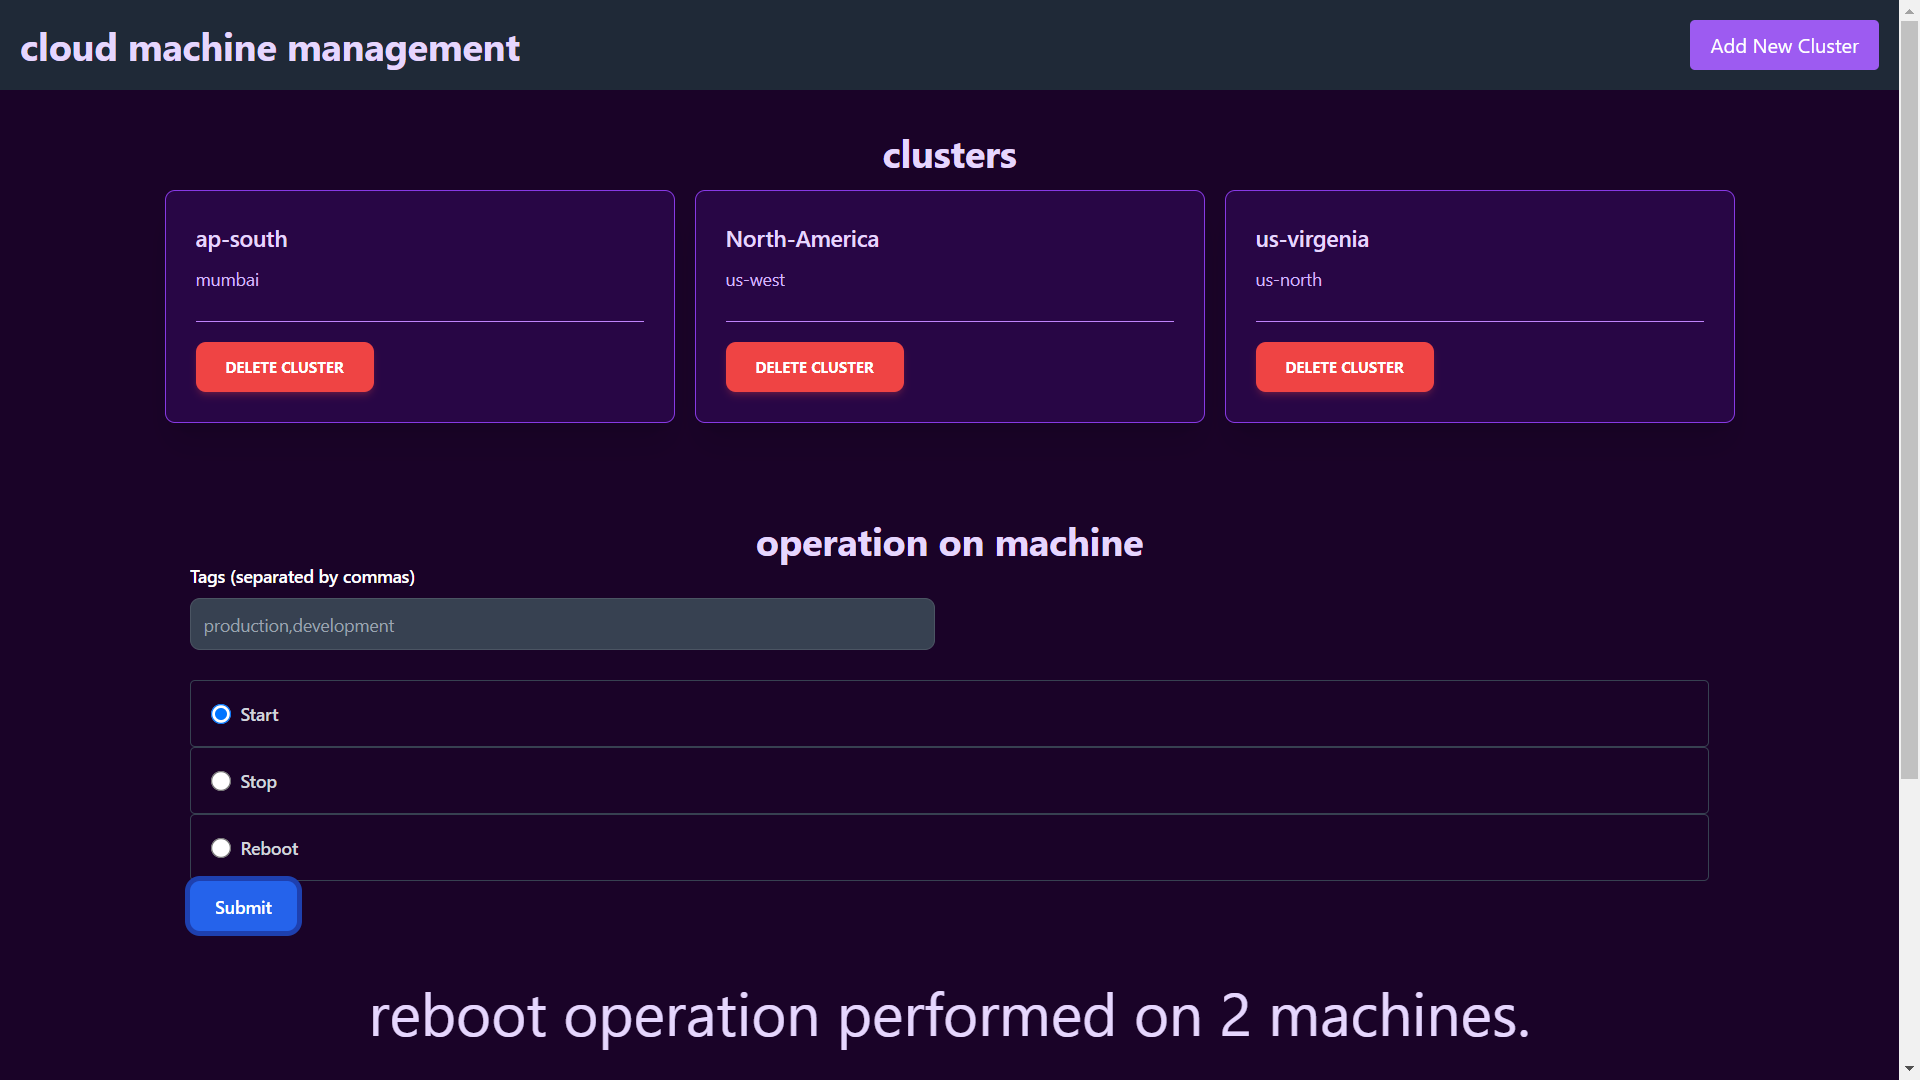 cloud machine management
Add New Cluster
clusters
ap-south
mumbai
DELETE CLUSTER
North-America
us-west
DELETE CLUSTER
us-virgenia
us-north
DELETE CLUSTER
operation on machine
Tags (separated by commas)
production,development
Start
Stop
Reboot
Submit
reboot operation performed on 2 machines.